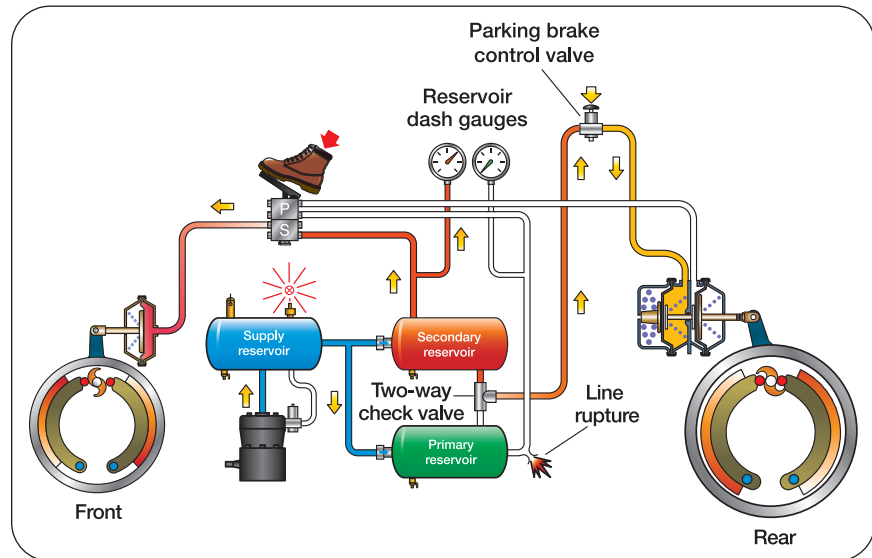 Parking brake
control valve
Reservoir
dash gauges
P
S
Supply
reservoir
Secondary
reservoir
Two-way
check valve
Line
rupture
Primary
reservoir
Front
Rear